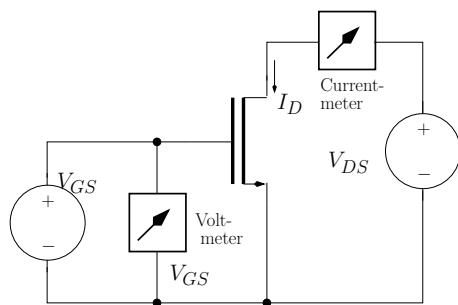 Current-
meter
I_D
+
V_DS
−
V_GS
+
−
Volt-
meter
V_GS